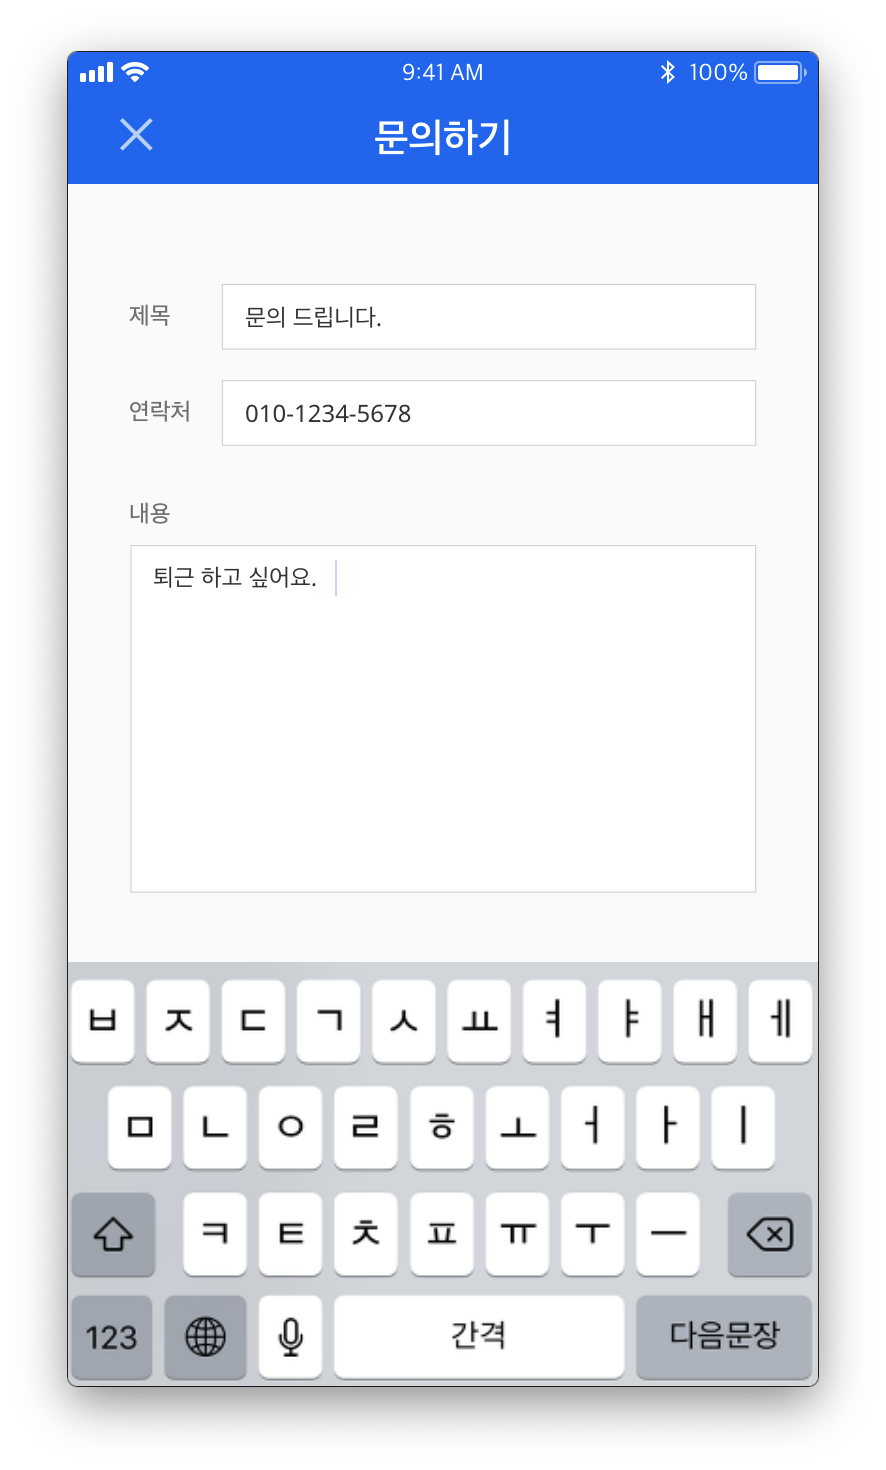 9:41 AM 100%
문의하기
제목 문의 드립니다.
연락처 010-1234-5678
내용
퇴근 하고 싶어요.
ㅂ ㅈ ㄷ ㄱ ㅅ ㅛ ㅕ ㅑ ㅐ ㅔ
ㅁ ㄴ ㅇ ㄹ ㅎ ㅗ ㅓ ㅏ ㅣ
ㅋ ㅌ ㅊ ㅍ ㅠ ㅜ ㅡ
123 간격 다음문장